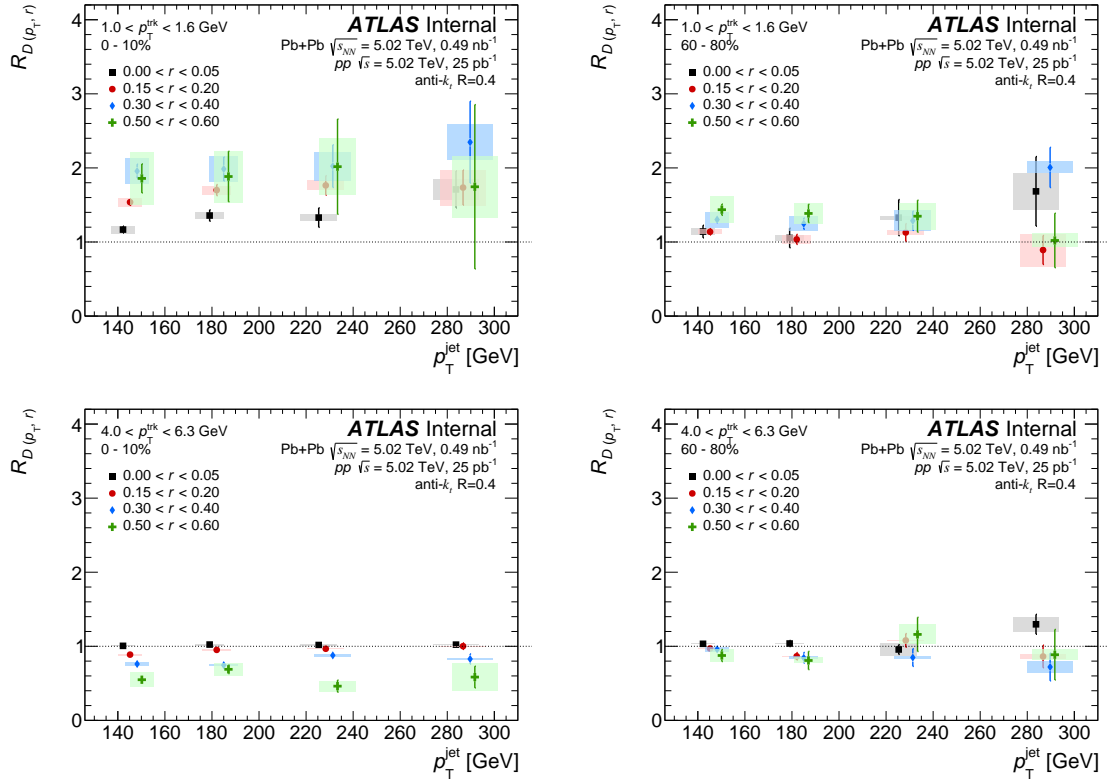 1.0 < p_T^trk < 1.6 GeV
0 - 10%
ATLAS Internal
Pb+Pb √s_NN = 5.02 TeV, 0.49 nb^-1
pp √s = 5.02 TeV, 25 pb^-1
anti-k_t R=0.4
0.00 < r < 0.05
0.15 < r < 0.20
0.30 < r < 0.40
0.50 < r < 0.60
R_D (p_T, r)
4
3
2
1
0
140 160 180 200 220 240 260 280 300
p_T^jet [GeV]
1.0 < p_T^trk < 1.6 GeV
60 - 80%
ATLAS Internal
Pb+Pb √s_NN = 5.02 TeV, 0.49 nb^-1
pp √s = 5.02 TeV, 25 pb^-1
anti-k_t R=0.4
0.00 < r < 0.05
0.15 < r < 0.20
0.30 < r < 0.40
0.50 < r < 0.60
R_D (p_T, r)
4
3
2
1
0
140 160 180 200 220 240 260 280 300
p_T^jet [GeV]
4.0 < p_T^trk < 6.3 GeV
0 - 10%
ATLAS Internal
Pb+Pb √s_NN = 5.02 TeV, 0.49 nb^-1
pp √s = 5.02 TeV, 25 pb^-1
anti-k_t R=0.4
0.00 < r < 0.05
0.15 < r < 0.20
0.30 < r < 0.40
0.50 < r < 0.60
R_D (p_T, r)
4
3
2
1
0
140 160 180 200 220 240 260 280 300
p_T^jet [GeV]
4.0 < p_T^trk < 6.3 GeV
60 - 80%
ATLAS Internal
Pb+Pb √s_NN = 5.02 TeV, 0.49 nb^-1
pp √s = 5.02 TeV, 25 pb^-1
anti-k_t R=0.4
0.00 < r < 0.05
0.15 < r < 0.20
0.30 < r < 0.40
0.50 < r < 0.60
R_D (p_T, r)
4
3
2
1
0
140 160 180 200 220 240 260 280 300
p_T^jet [GeV]